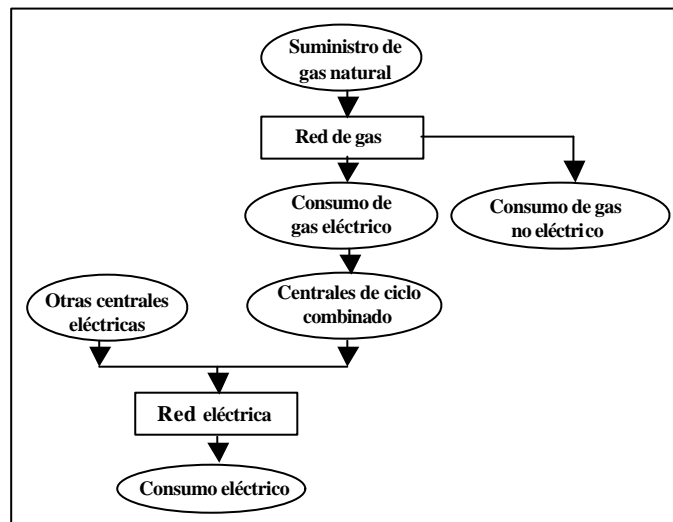 Suministro de
gas natural
Red de gas
Consumo de
gas eléctrico
Consumo de gas
no eléctrico
Otras centrales
eléctricas
Centrales de ciclo
combinado
Red eléctrica
Consumo eléctrico